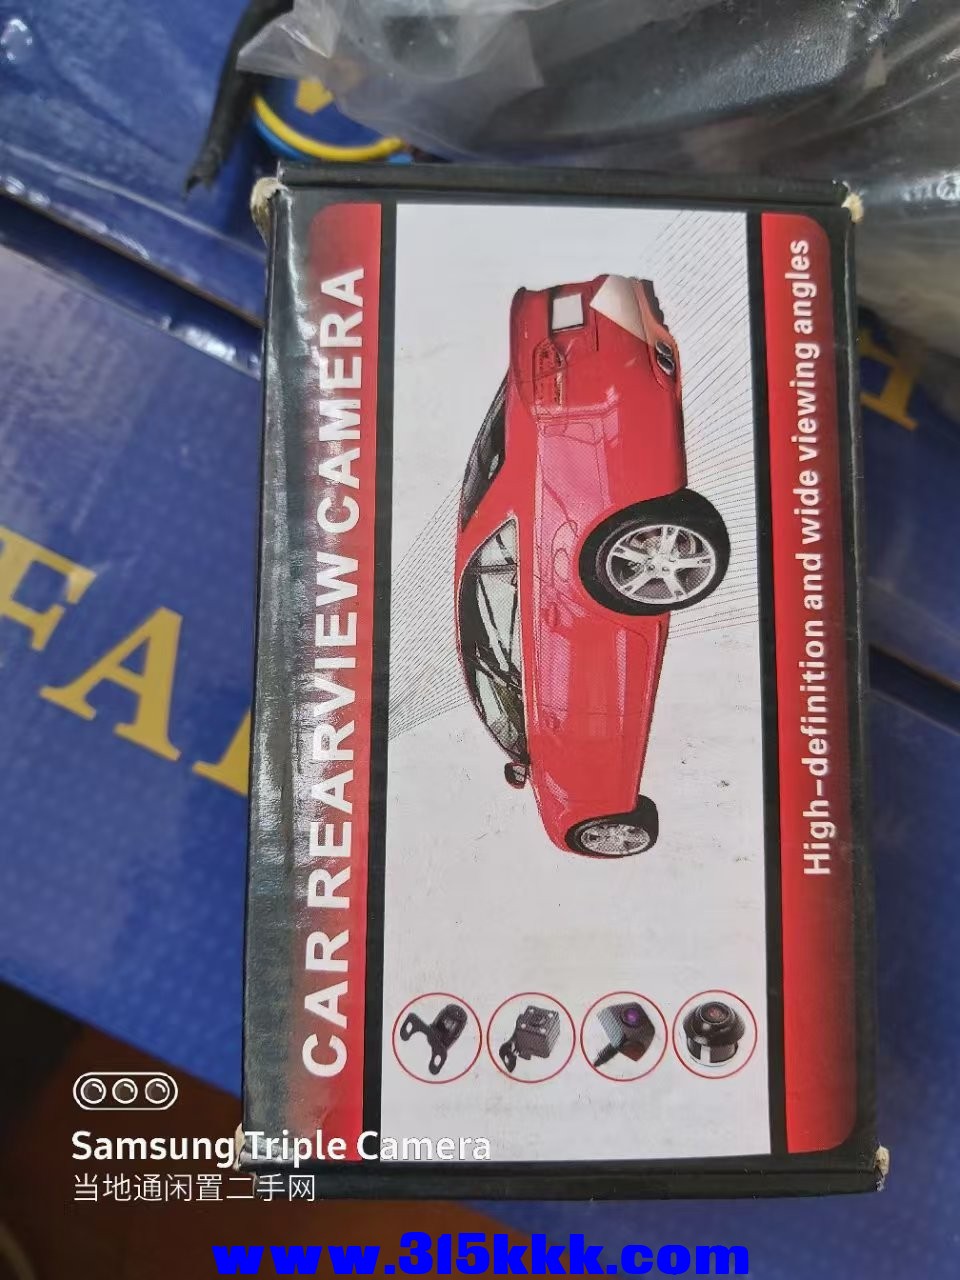 CAR REARVIEW CAMERA
High-definition and wide viewing angles
FA
Samsung Triple Camera
当地通闲置二手网
www.315kkk.com